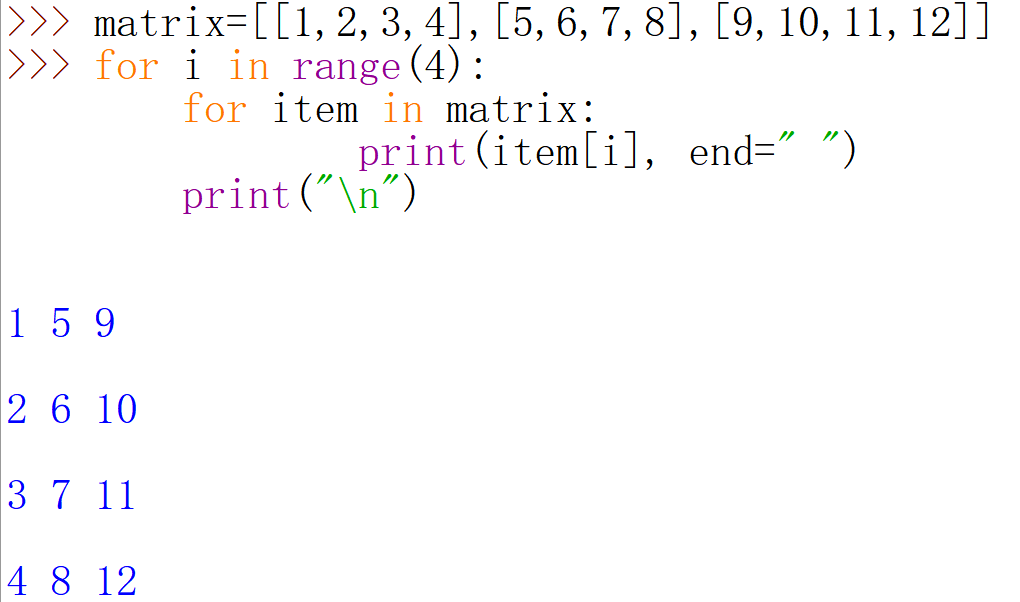 >>> matrix=[[1,2,3,4],[5,6,7,8],[9,10,11,12]]
>>> for i in range(4):
        for item in matrix:
                print(item[i], end=" ")
        print("\n")
1 5 9
2 6 10
3 7 11
4 8 12